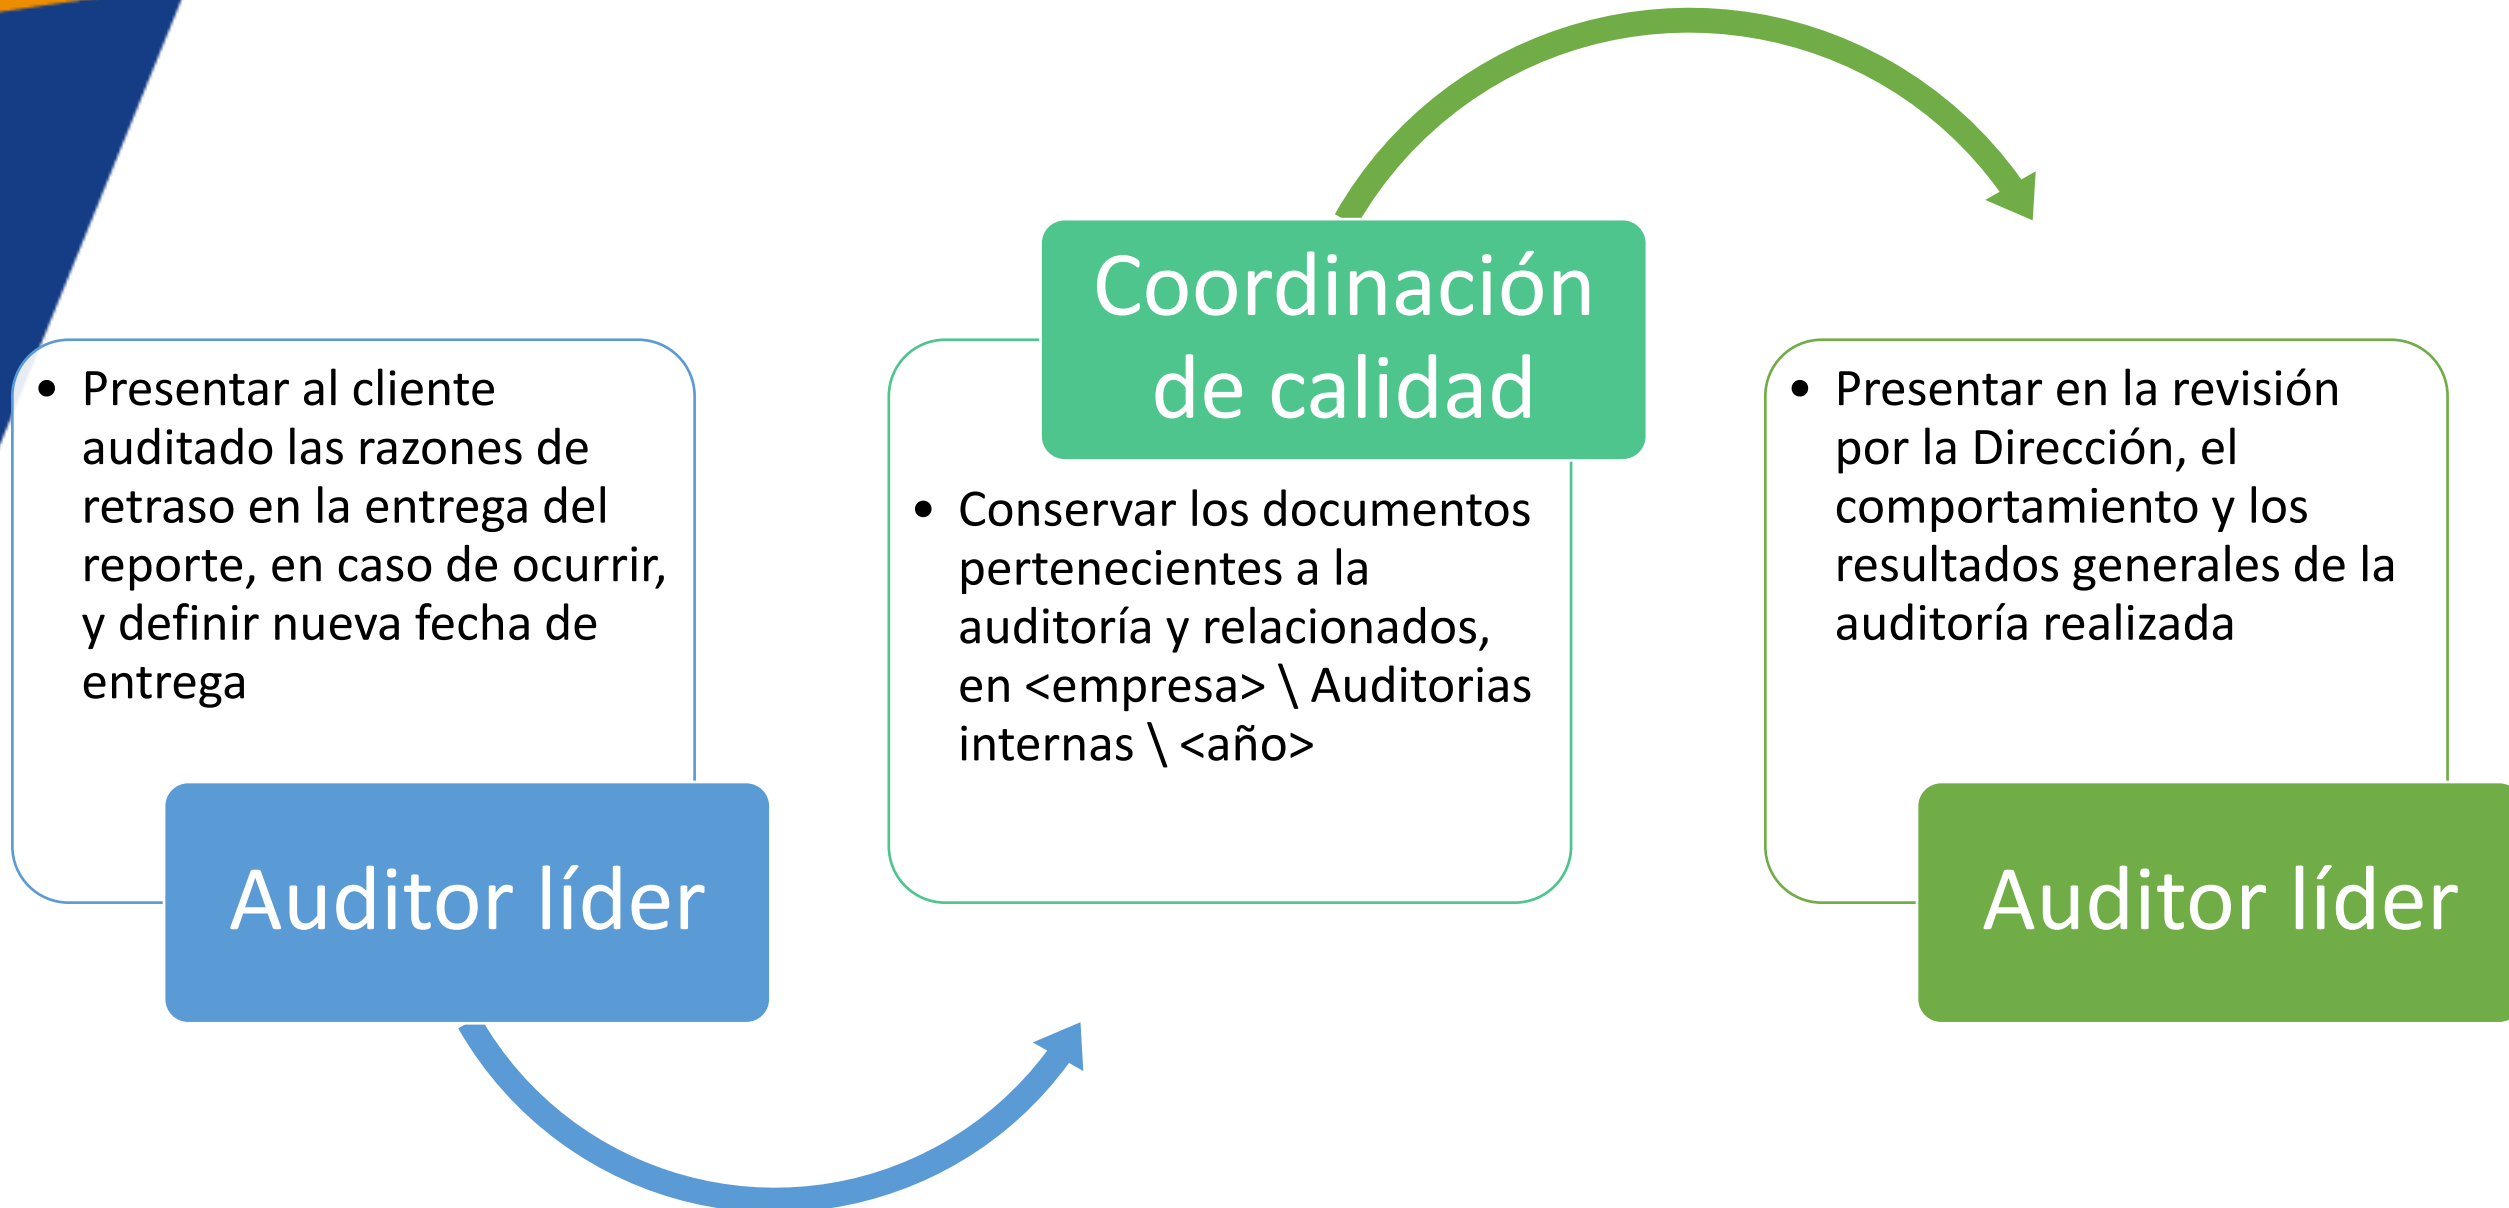 • Presentar al cliente
auditado las razones de
retraso en la entrega del
reporte, en caso de ocurrir,
y definir nueva fecha de
entrega
Auditor líder
Coordinación
de calidad
• Conservar los documentos
pertenecientes a la
auditoría y relacionados,
en <empresa> \ Auditorias
internas \ <año>
• Presentar en la revisión
por la Dirección, el
comportamiento y los
resultados generales de la
auditoría realizada
Auditor líder